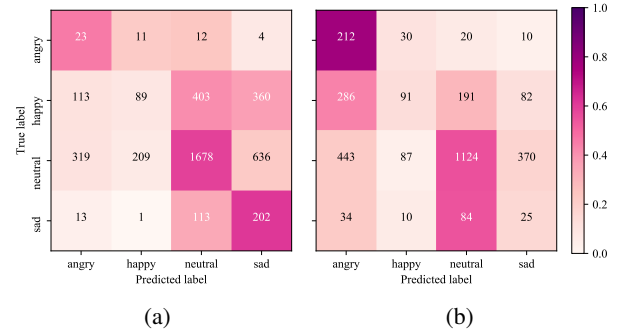 angry 23 11 12 4 212 30 20 10 1.0
0.8
happy 113 89 403 360 286 91 191 82 0.6
True label
neutral 319 209 1678 636 443 87 1124 370 0.4
0.2
sad 13 1 113 202 34 10 84 25 0.0
angry happy neutral sad angry happy neutral sad
Predicted label Predicted label
(a) (b)